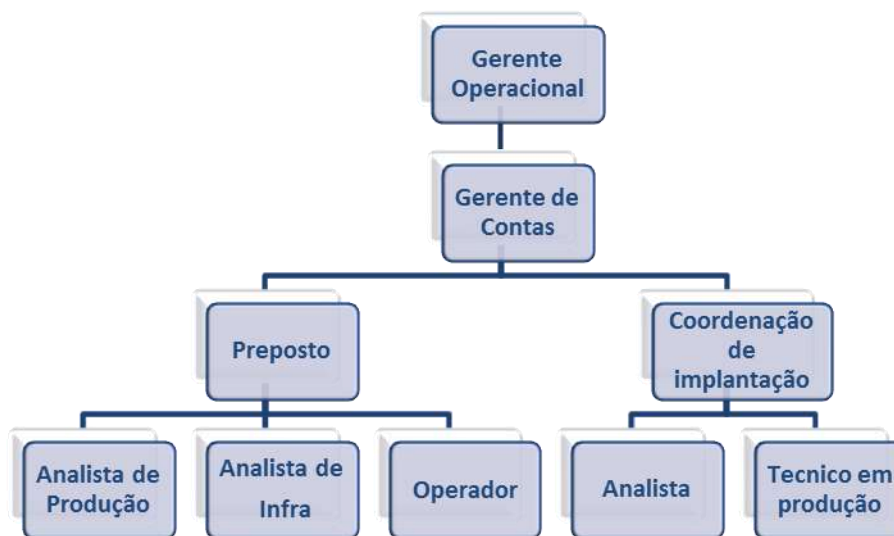 Gerente
Operacional
Gerente de
Contas
Preposto
Coordenação
de
implantação
Analista de
Produção
Analista de
Infra
Operador
Analista
Tecnico em
produção